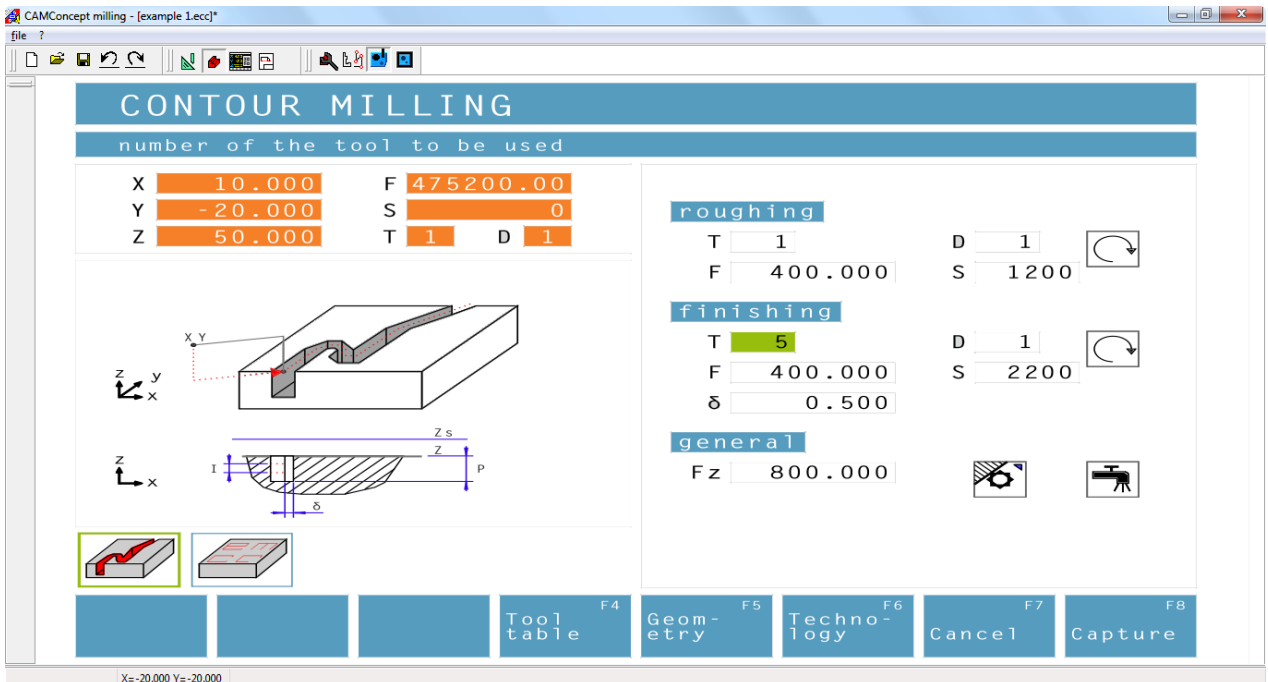 CAMConcept milling - [example 1.ecc]*
file ?
CONTOUR MILLING
number of the tool to be used
X 10.000 F 475200.00
Y -20.000 S 0
Z 50.000 T 1 D 1
roughing
T 1 D 1
F 400.000 S 1200
finishing
T 5 D 1
F 400.000 S 2200
δ 0.500
general
Fz 800.000
X Y
z y
x
Z s
z Z
I P
x
δ
F4 F5 F6 F7 F8
Tool Geom- Techno-
table etry logy Cancel Capture
X=-20.000 Y=-20.000